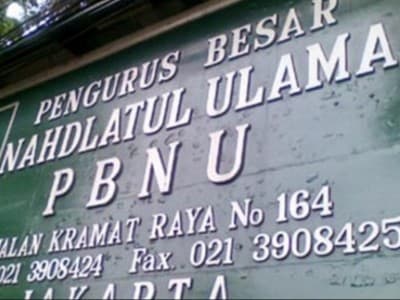 PENGURUS BESAR
NAHDLATUL ULAMA
PBNU
JALAN KRAMAT RAYA No 164
021 3908424 Fax. 021 3908425
JAKARTA